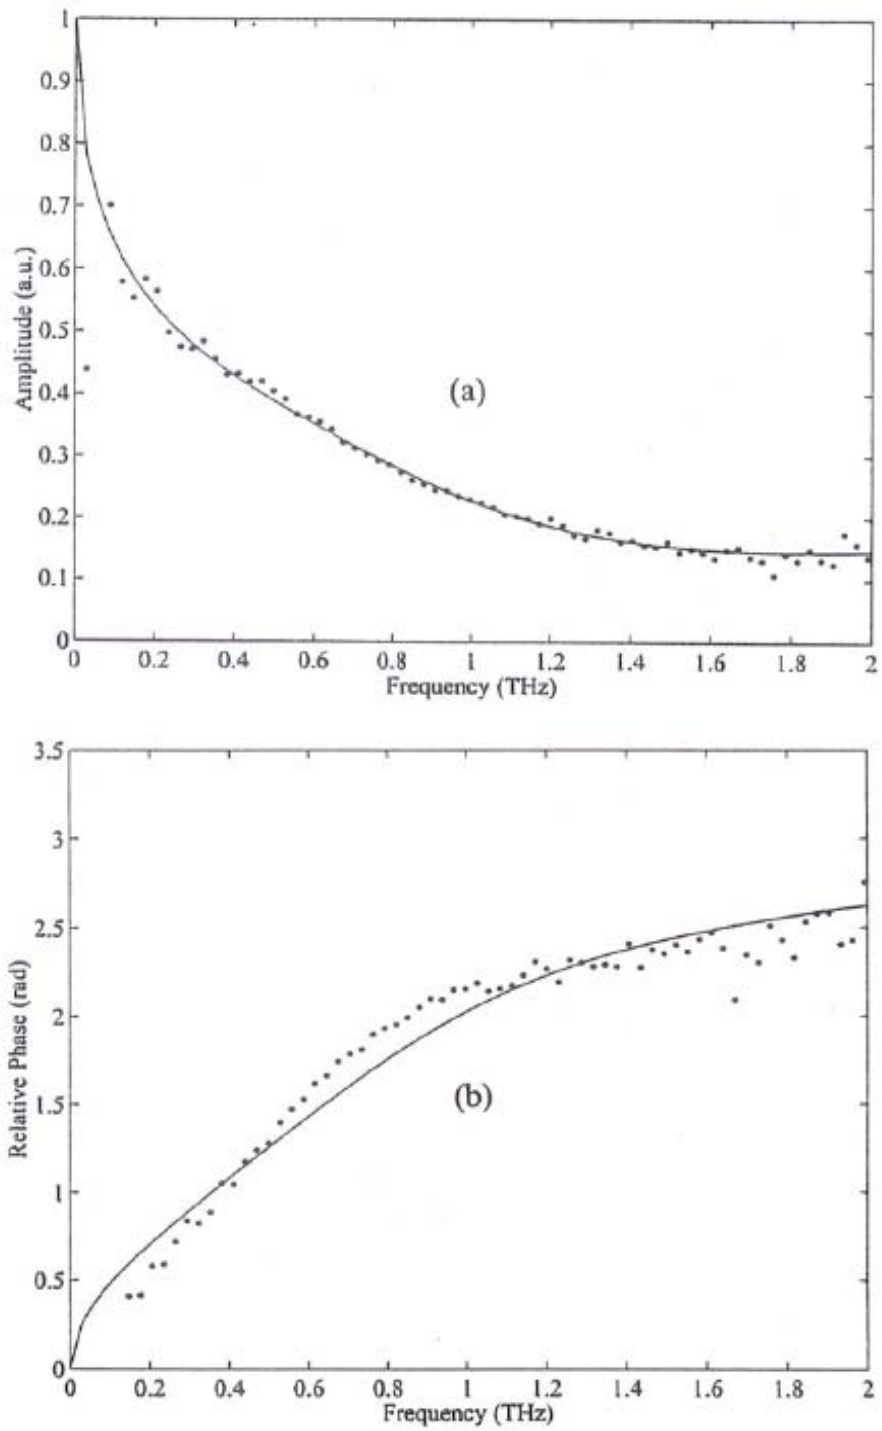 1
0.9
0.8
0.7
0.6
0.5
0.4
0.3
0.2
0.1
0
Amplitude (a.u.)
(a)
0 0.2 0.4 0.6 0.8 1 1.2 1.4 1.6 1.8 2
Frequency (THz)
3.5
3
2.5
2
1.5
1
0.5
0
Relative Phase (rad)
(b)
0 0.2 0.4 0.6 0.8 1 1.2 1.4 1.6 1.8 2
Frequency (THz)